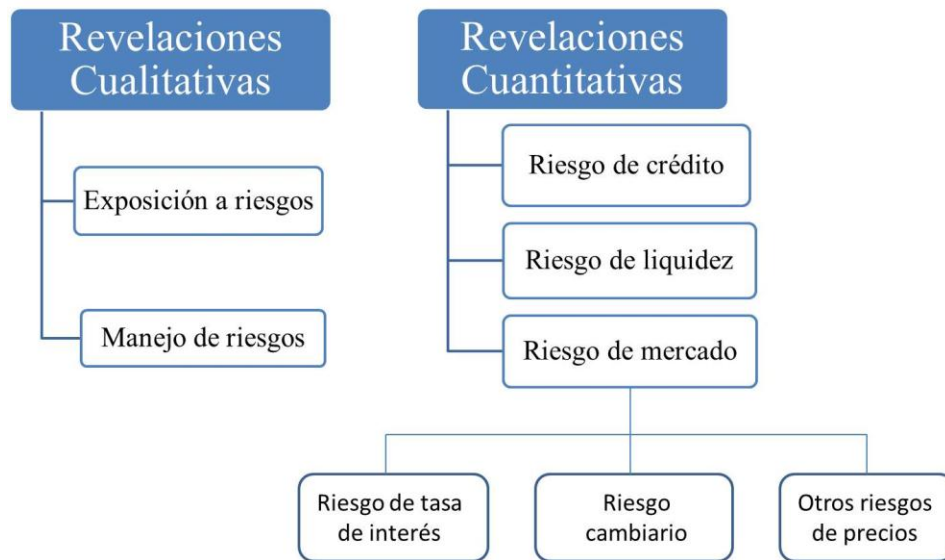 Revelaciones
Cualitativas
Exposición a riesgos
Manejo de riesgos
Revelaciones
Cuantitativas
Riesgo de crédito
Riesgo de liquidez
Riesgo de mercado
Riesgo de tasa
de interés
Riesgo
cambiario
Otros riesgos
de precios